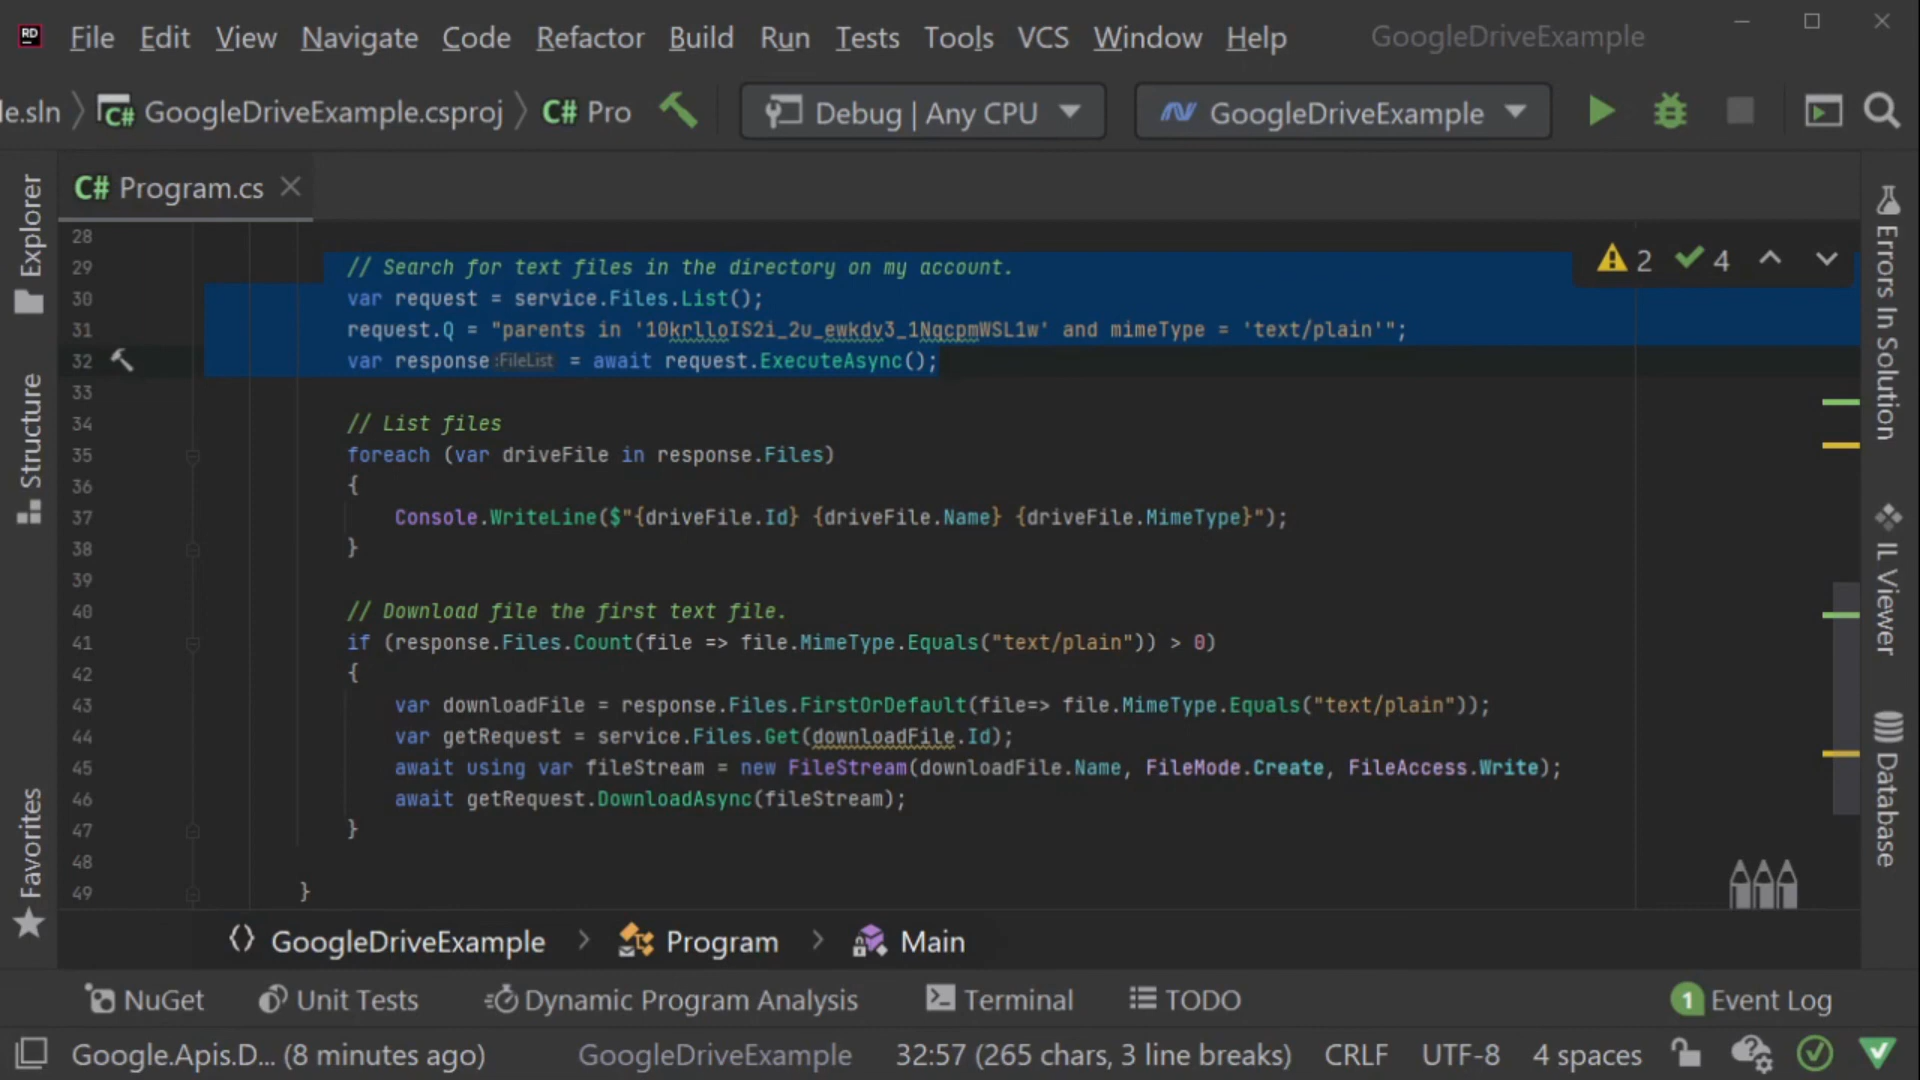 RD File Edit View Navigate Code Refactor Build Run Tests Tools VCS Window Help GoogleDriveExample
le.sln GoogleDriveExample.csproj C# Pro Debug | Any CPU GoogleDriveExample
C# Program.cs
Explorer
Structure
Favorites
28
29 // Search for text files in the directory on my account.
30 var request = service.Files.List();
31 request.Q = "parents in '10krlloIS2i_2u_ewkdv3_1NqcpmWSL1w' and mimeType = 'text/plain'";
32 var response :FileList = await request.ExecuteAsync();
33
34 // List files
35 foreach (var driveFile in response.Files)
36 {
37 Console.WriteLine($"{driveFile.Id} {driveFile.Name} {driveFile.MimeType}");
38 }
39
40 // Download file the first text file.
41 if (response.Files.Count(file => file.MimeType.Equals("text/plain")) > 0)
42 {
43 var downloadFile = response.Files.FirstOrDefault(file=> file.MimeType.Equals("text/plain"));
44 var getRequest = service.Files.Get(downloadFile.Id);
45 await using var fileStream = new FileStream(downloadFile.Name, FileMode.Create, FileAccess.Write);
46 await getRequest.DownloadAsync(fileStream);
47 }
48
49 }
2 4
Errors In Solution
IL Viewer
Database
GoogleDriveExample Program Main
NuGet Unit Tests Dynamic Program Analysis Terminal TODO 1 Event Log
Google.Apis.D... (8 minutes ago) GoogleDriveExample 32:57 (265 chars, 3 line breaks) CRLF UTF-8 4 spaces